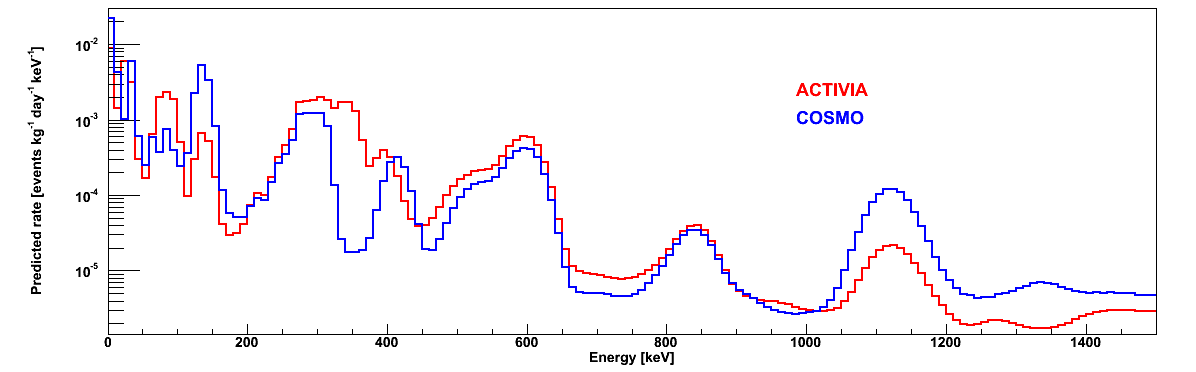 Predicted rate [events kg⁻¹ day⁻¹ keV⁻¹]
10⁻²
10⁻³
10⁻⁴
10⁻⁵
ACTIVIA
COSMO
0 200 400 600 800 1000 1200 1400
Energy [keV]